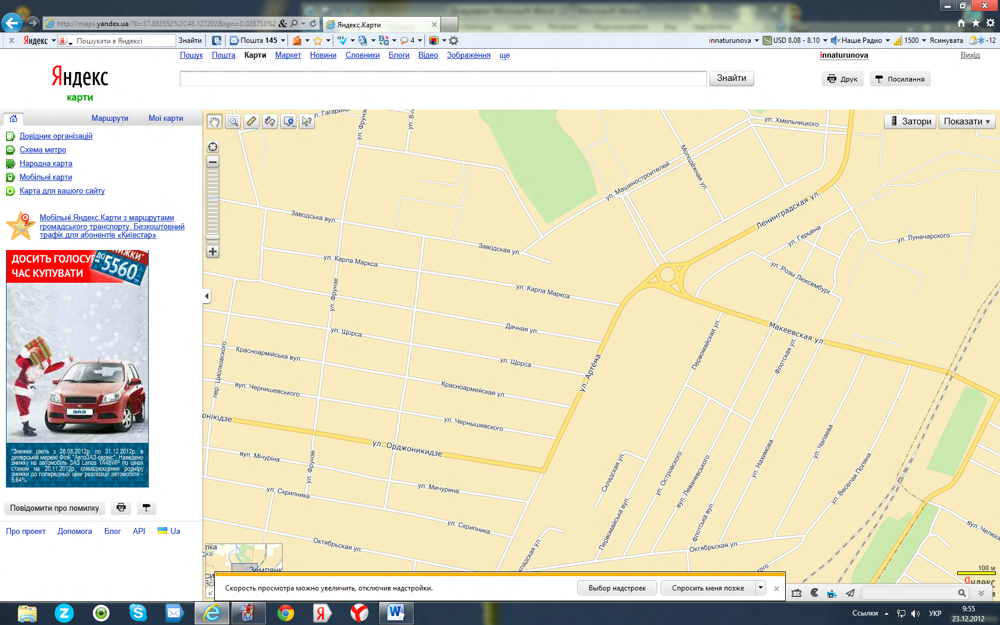 http://maps.yandex.ua/?ll=37.883552%2C48.127202&spn=0.028753%2
Яндекс.Карти
Яндекс
Пошукати в Яндексі
Знайти
Пошта 145
4
innaturunova
USD 8.08 - 8.10
Наше Радио
1500
Ясинувата
-12
Пошук Пошта Карти Маркет Новини Словники Блоги Відео Зображення ще
innaturunova
Вихід
Яндекс
карти
Знайти
Друк
Посилання
Маршрути
Мої карти
Довідник організацій
Схема метро
Народна карта
Мобільні карти
Карта для вашого сайту
Мобільні Яндекс.Карти з маршрутами
громадського транспорту. Безкоштовний
трафік для абонентів «Київстар»
ДОСИТЬ ГОЛОСУ
ЧАС КУПУВАТИ
ДО -5560
ЗАЗ
*Знижки діють з 28.08.2012р. по 31.12.2012р. в
дилерській мережі Філії "АвтоЗАЗ-сервіс". Наведено
знижку на автомобіль ЗАЗ Lanos TA48WP по цінах
станом на 20.11.2012р, співвідношення розміру
знижки до попередньої ціни реалізації автомобіля -
5,64%.
Повідомити про помилку
Про проект
Допомога
Блог
API
Ua
Затори
Показати
ул. Гагарина
ул. Фрунзе
ул. 8-г
ул. Хмельницкого
Молодёжная ул.
ул. Машиностроителей
Ленинградская ул.
ул. Герцена
ул. Луначарского
ул. Розы Люксембург
Заводська вул.
Заводская ул.
ул. Карла Маркса
ул. Карла Маркса
ул. Фрунзе
Дачная ул.
ул. Щорса
ул. Щорса
Макеевская ул.
Первомайская ул.
Флотская ул.
пер. Циолковского
Красноармійська вул.
Красноармейская ул.
ул. Артёма
вул. Чернишевського
ул. Чернышевского
онікідзе
ул. Орджоникидзе
вул. Мічуріна
ул. Фрунзе
ул. Мичурина
ул. Скрипника
ул. Скрипника
Октябрьская ул.
Складская ул.
ул. Островского
вул. Леваневського
ул. Нахимова
ул. Чапаева
ул. Веселая Поляна
Первомайська вул.
Флотська вул.
Октябрьская ул.
кладская ул.
кого
вул. Челюс
пка
Землянк
100 м
Яндекс
Скорость просмотра можно увеличить, отключив надстройки.
Выбор надстроек
Спросить меня позже
Ссылки
УКР
9:55
23.12.2012